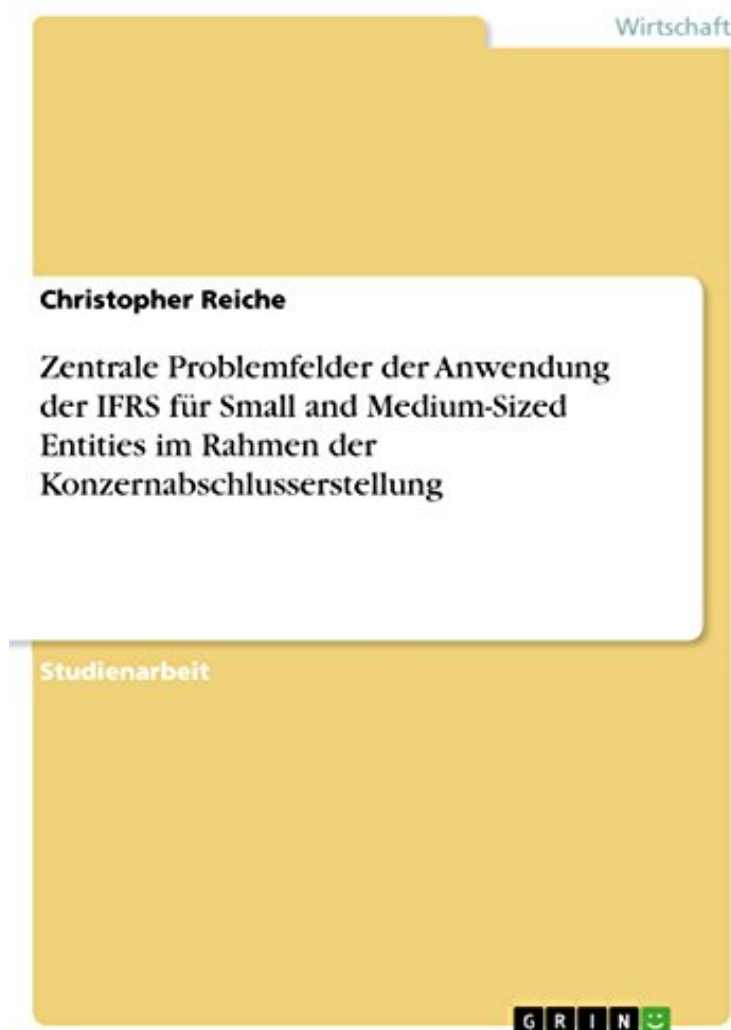 Wirtschaft
Christopher Reiche
Zentrale Problemfelder der Anwendung
der IFRS für Small and Medium-Sized
Entities im Rahmen der
Konzernabschlusserstellung
Studienarbeit
GRIN